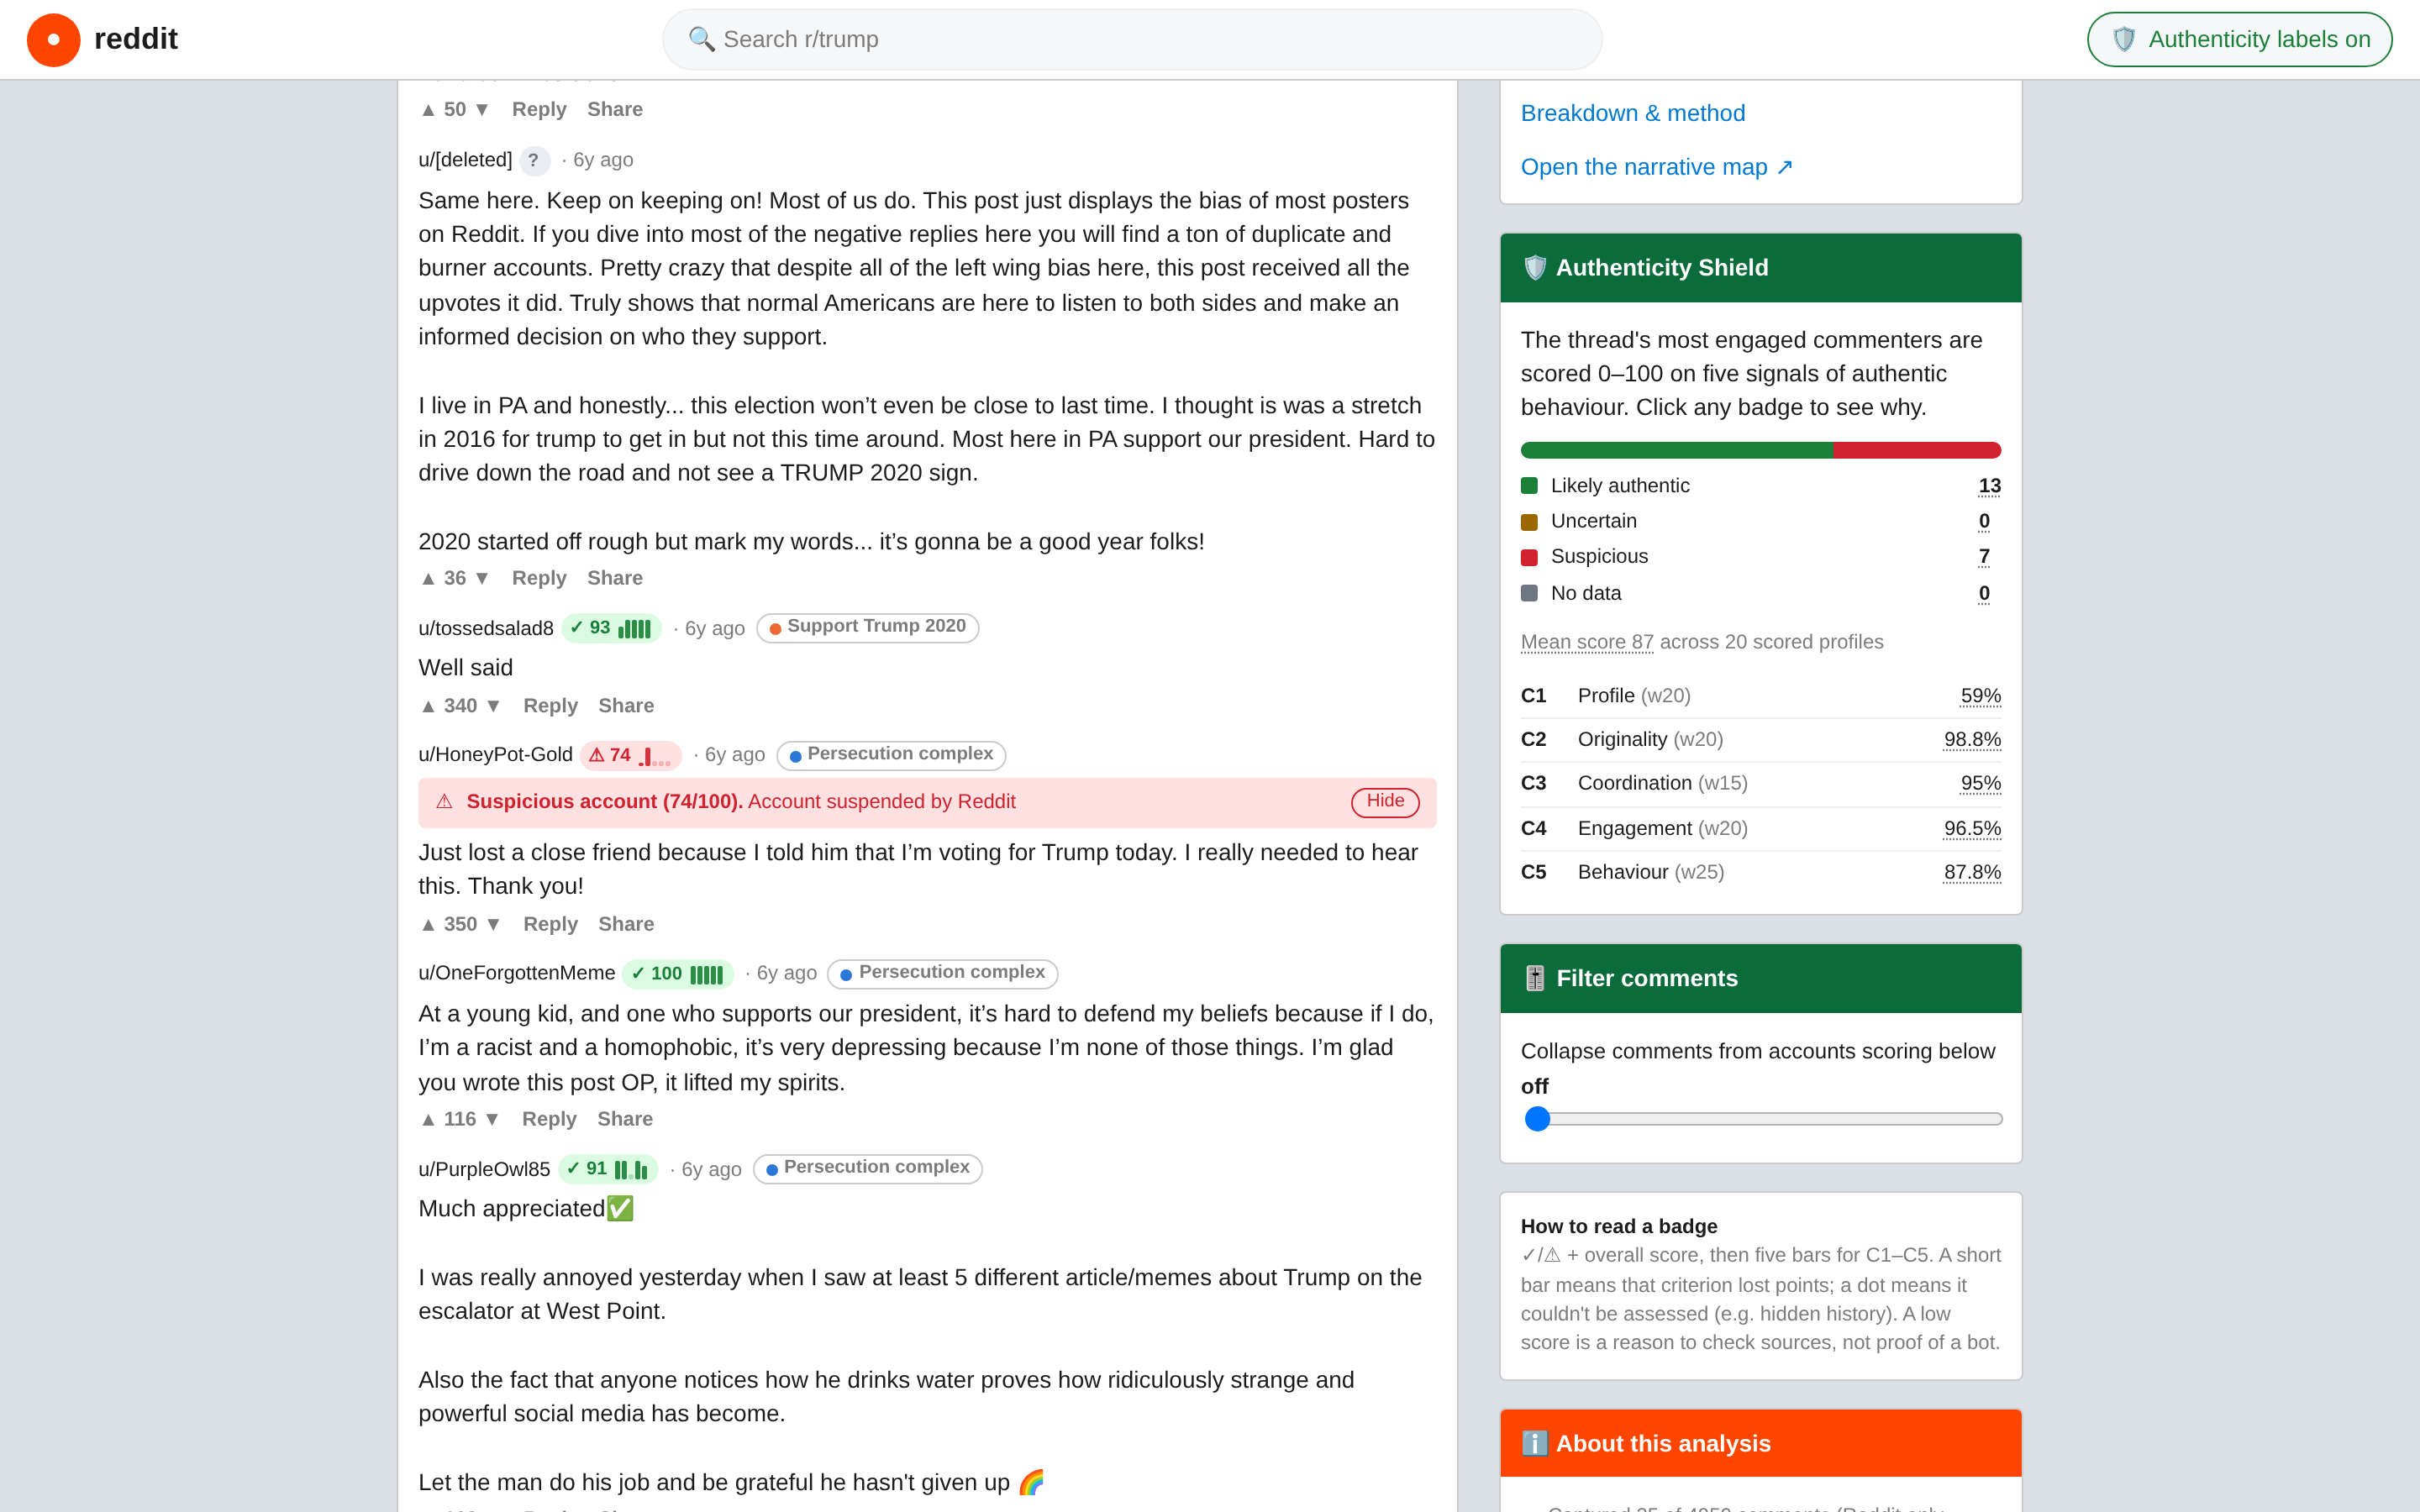 reddit
🔍 Search r/trump
🛡️ Authenticity labels on
▲ 50 ▼ Reply Share
u/[deleted] ? · 6y ago
Same here. Keep on keeping on! Most of us do. This post just displays the bias of most posters
on Reddit. If you dive into most of the negative replies here you will find a ton of duplicate and
burner accounts. Pretty crazy that despite all of the left wing bias here, this post received all the
upvotes it did. Truly shows that normal Americans are here to listen to both sides and make an
informed decision on who they support.
I live in PA and honestly... this election won’t even be close to last time. I thought is was a stretch
in 2016 for trump to get in but not this time around. Most here in PA support our president. Hard to
drive down the road and not see a TRUMP 2020 sign.
2020 started off rough but mark my words... it’s gonna be a good year folks!
▲ 36 ▼ Reply Share
u/tossedsalad8 ✓ 93 · 6y ago Support Trump 2020
Well said
▲ 340 ▼ Reply Share
u/HoneyPot-Gold ⚠ 74 · 6y ago Persecution complex
⚠ Suspicious account (74/100). Account suspended by Reddit Hide
Just lost a close friend because I told him that I’m voting for Trump today. I really needed to hear
this. Thank you!
▲ 350 ▼ Reply Share
u/OneForgottenMeme ✓ 100 · 6y ago Persecution complex
At a young kid, and one who supports our president, it’s hard to defend my beliefs because if I do,
I’m a racist and a homophobic, it’s very depressing because I’m none of those things. I’m glad
you wrote this post OP, it lifted my spirits.
▲ 116 ▼ Reply Share
u/PurpleOwl85 ✓ 91 · 6y ago Persecution complex
Much appreciated✅
I was really annoyed yesterday when I saw at least 5 different article/memes about Trump on the
escalator at West Point.
Also the fact that anyone notices how he drinks water proves how ridiculously strange and
powerful social media has become.
Let the man do his job and be grateful he hasn't given up 🌈
Breakdown & method
Open the narrative map ↗
🛡️ Authenticity Shield
The thread's most engaged commenters are
scored 0–100 on five signals of authentic
behaviour. Click any badge to see why.
Likely authentic 13
Uncertain 0
Suspicious 7
No data 0
Mean score 87 across 20 scored profiles
C1 Profile (w20) 59%
C2 Originality (w20) 98.8%
C3 Coordination (w15) 95%
C4 Engagement (w20) 96.5%
C5 Behaviour (w25) 87.8%
🎚️ Filter comments
Collapse comments from accounts scoring below
off
How to read a badge
✓/⚠ + overall score, then five bars for C1–C5. A short
bar means that criterion lost points; a dot means it
couldn't be assessed (e.g. hidden history). A low
score is a reason to check sources, not proof of a bot.
ℹ️ About this analysis